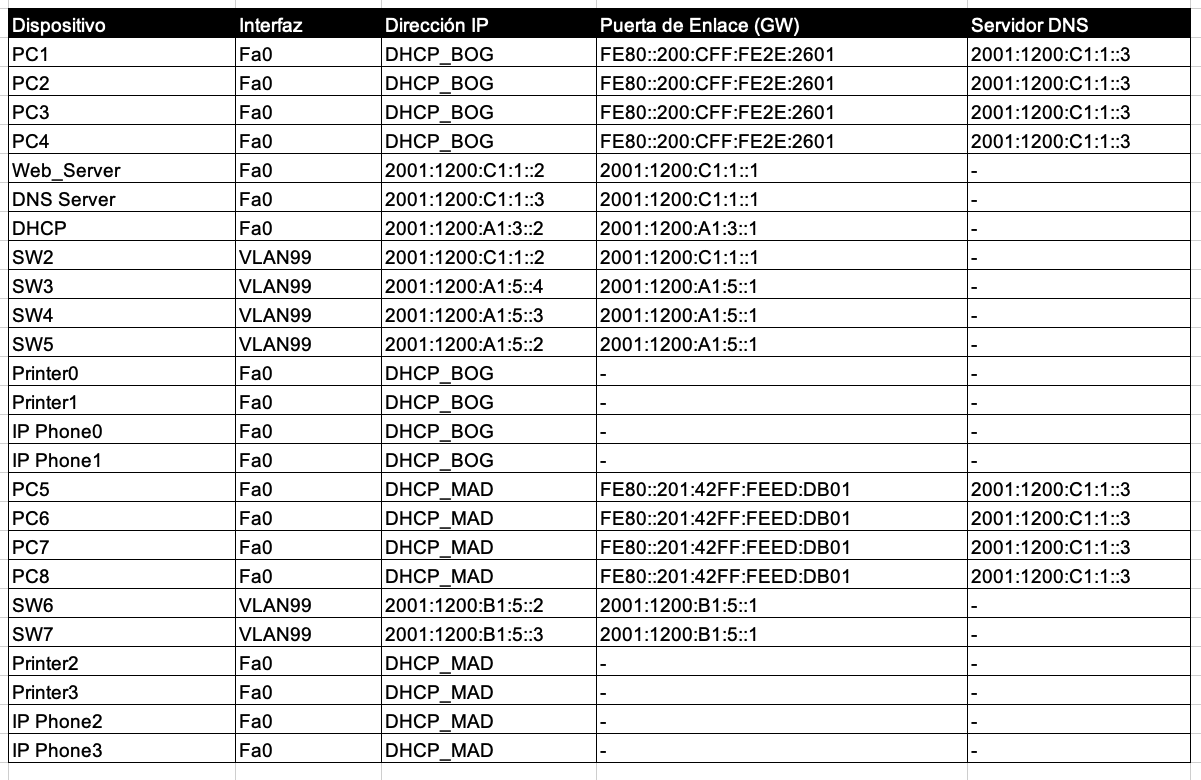 Dispositivo Interfaz Dirección IP Puerta de Enlace (GW) Servidor DNS
PC1 Fa0 DHCP_BOG FE80::200:CFF:FE2E:2601 2001:1200:C1:1::3
PC2 Fa0 DHCP_BOG FE80::200:CFF:FE2E:2601 2001:1200:C1:1::3
PC3 Fa0 DHCP_BOG FE80::200:CFF:FE2E:2601 2001:1200:C1:1::3
PC4 Fa0 DHCP_BOG FE80::200:CFF:FE2E:2601 2001:1200:C1:1::3
Web_Server Fa0 2001:1200:C1:1::2 2001:1200:C1:1::1 -
DNS Server Fa0 2001:1200:C1:1::3 2001:1200:C1:1::1 -
DHCP Fa0 2001:1200:A1:3::2 2001:1200:A1:3::1 -
SW2 VLAN99 2001:1200:C1:1::2 2001:1200:C1:1::1 -
SW3 VLAN99 2001:1200:A1:5::4 2001:1200:A1:5::1 -
SW4 VLAN99 2001:1200:A1:5::3 2001:1200:A1:5::1 -
SW5 VLAN99 2001:1200:A1:5::2 2001:1200:A1:5::1 -
Printer0 Fa0 DHCP_BOG - -
Printer1 Fa0 DHCP_BOG - -
IP Phone0 Fa0 DHCP_BOG - -
IP Phone1 Fa0 DHCP_BOG - -
PC5 Fa0 DHCP_MAD FE80::201:42FF:FEED:DB01 2001:1200:C1:1::3
PC6 Fa0 DHCP_MAD FE80::201:42FF:FEED:DB01 2001:1200:C1:1::3
PC7 Fa0 DHCP_MAD FE80::201:42FF:FEED:DB01 2001:1200:C1:1::3
PC8 Fa0 DHCP_MAD FE80::201:42FF:FEED:DB01 2001:1200:C1:1::3
SW6 VLAN99 2001:1200:B1:5::2 2001:1200:B1:5::1 -
SW7 VLAN99 2001:1200:B1:5::3 2001:1200:B1:5::1 -
Printer2 Fa0 DHCP_MAD - -
Printer3 Fa0 DHCP_MAD - -
IP Phone2 Fa0 DHCP_MAD - -
IP Phone3 Fa0 DHCP_MAD - -